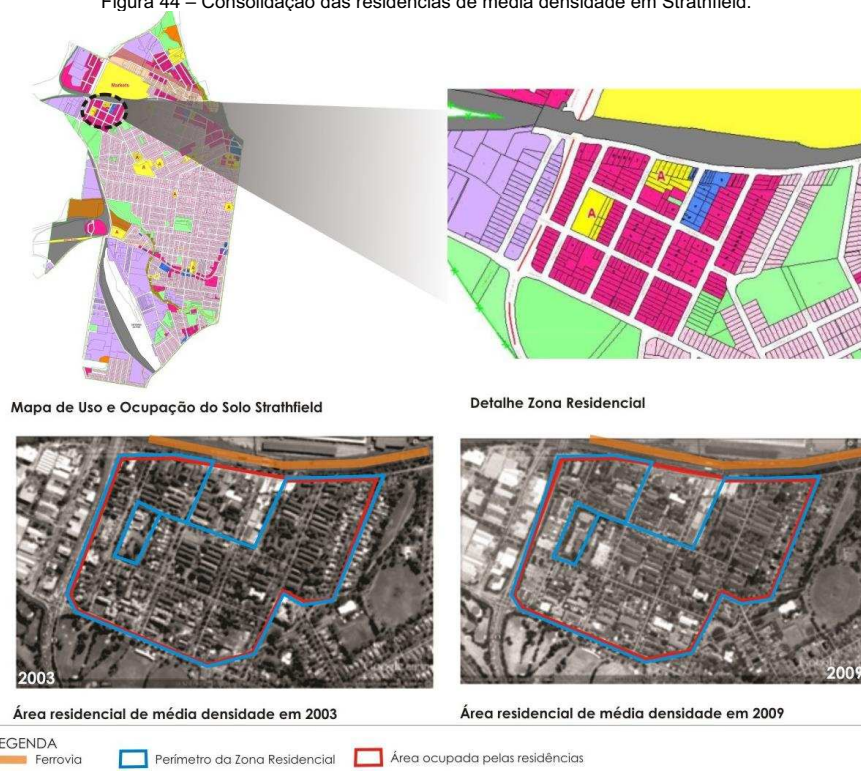 Figura 44 – Consolidação das residências de média densidade em Strathfield.
Markets
A
A
A
A
A
A
A
Mapa de Uso e Ocupação do Solo Strathfield
Detalhe Zona Residencial
2003
2009
Área residencial de média densidade em 2003
Área residencial de média densidade em 2009
EGENDA
Ferrovia
Perímetro da Zona Residencial
Área ocupada pelas residências